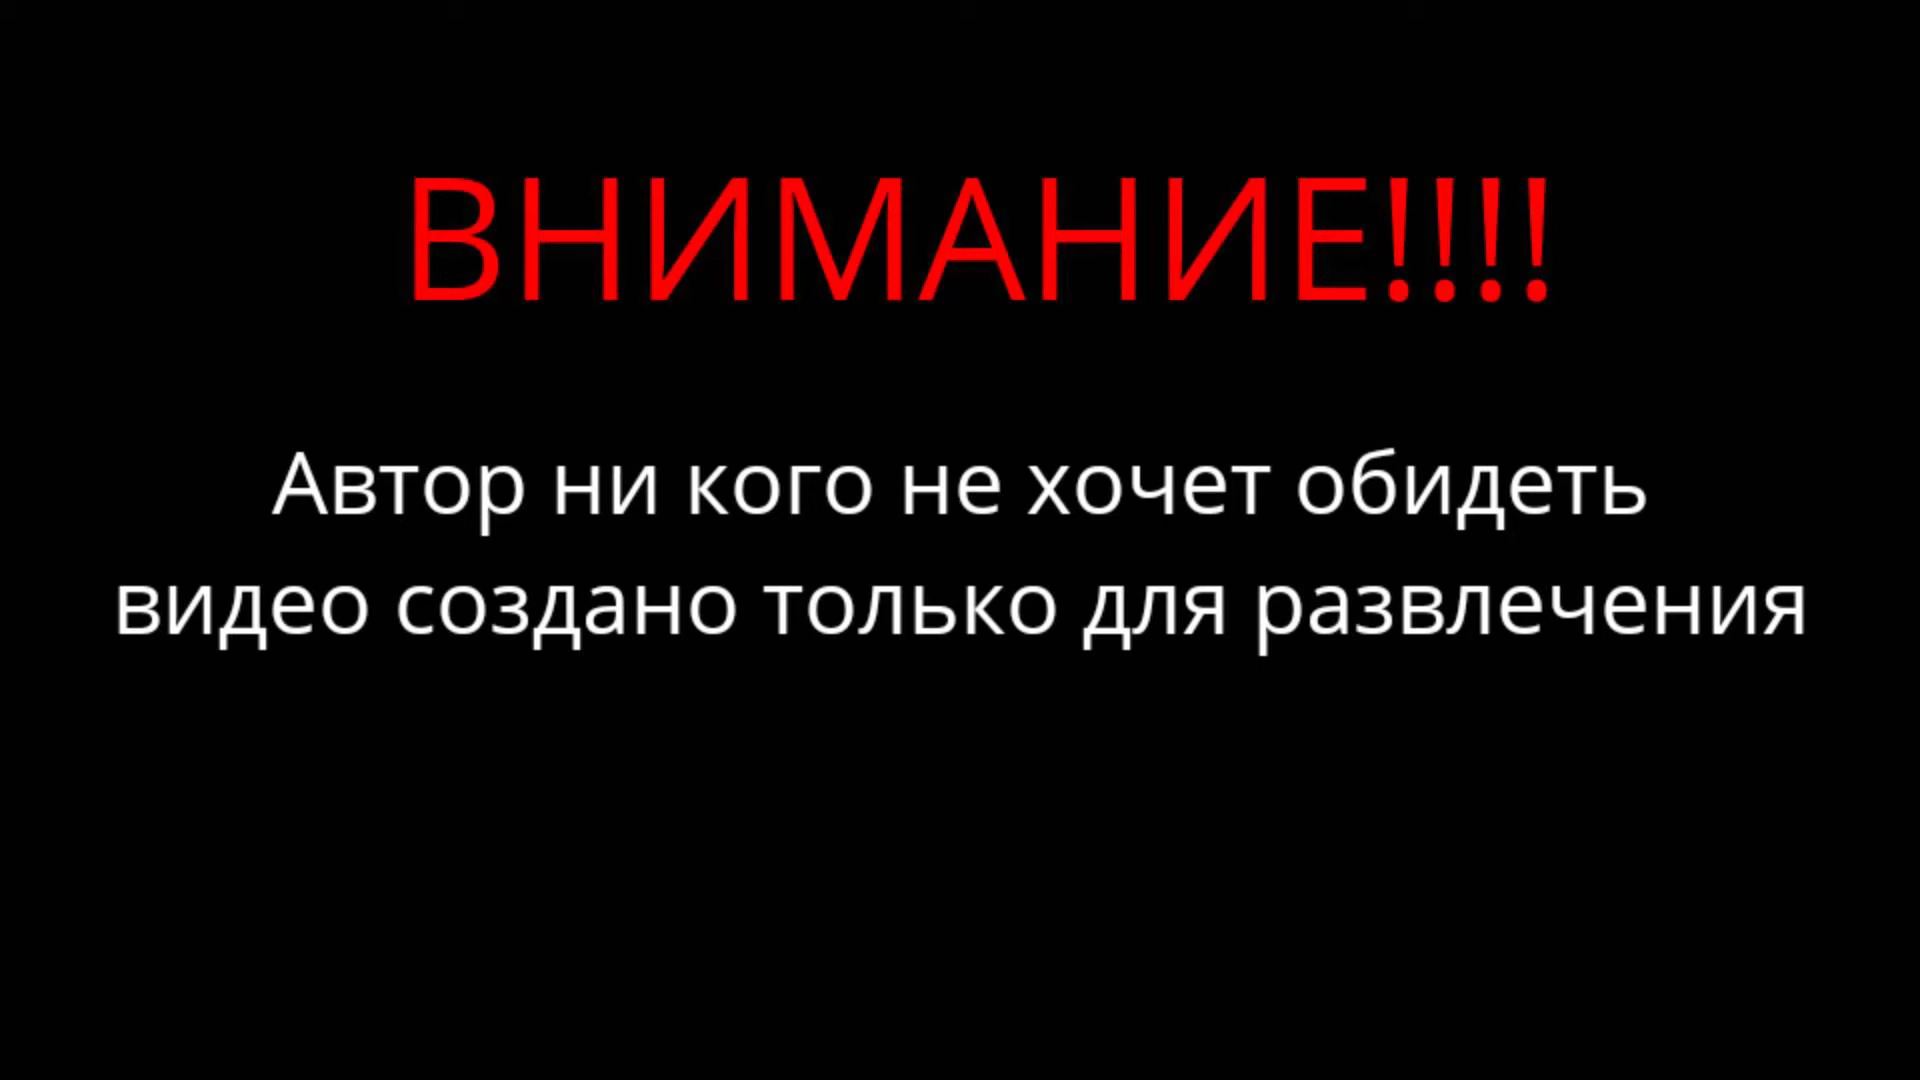 ВНИМАНИЕ!!!!
Автор ни кого не хочет обидеть
видео создано только для развлечения